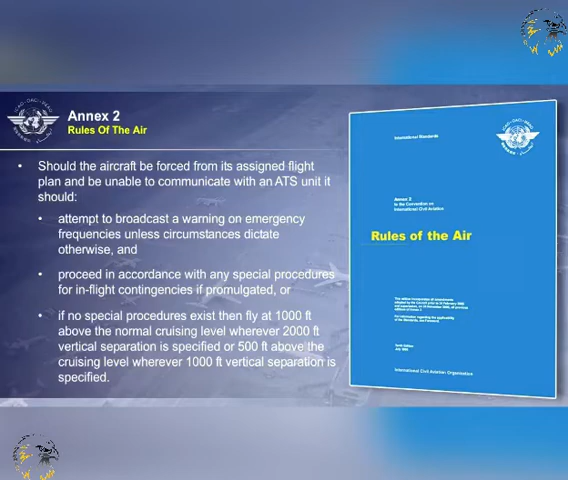 Annex 2
Rules Of The Air
• Should the aircraft be forced from its assigned flight
plan and be unable to communicate with an ATS unit it
should:
• attempt to broadcast a warning on emergency
frequencies unless circumstances dictate
otherwise, and
• proceed in accordance with any special procedures
for in-flight contingencies if promulgated, or
• if no special procedures exist then fly at 1000 ft
above the normal cruising level wherever 2000 ft
vertical separation is specified or 500 ft above the
cruising level wherever 1000 ft vertical separation is
specified.
International Standards
Annex 2
to the Convention on
International Civil Aviation
Rules of the Air
International Civil Aviation Organization